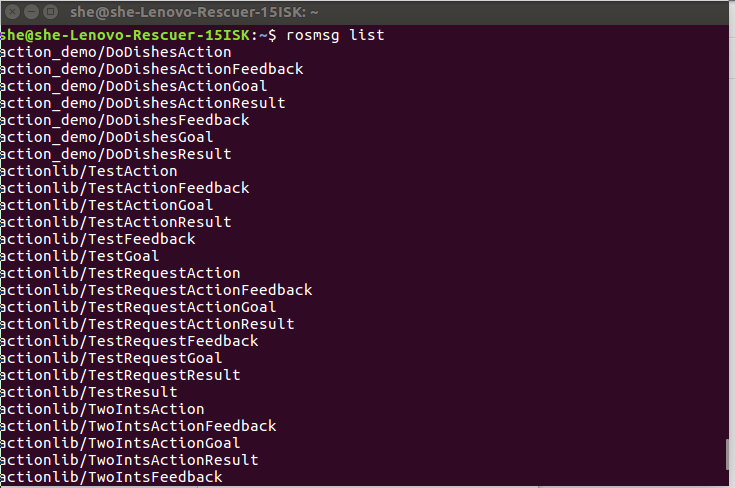 she@she-Lenovo-Rescuer-15ISK: ~
she@she-Lenovo-Rescuer-15ISK:~$ rosmsg list
action_demo/DoDishesAction
action_demo/DoDishesActionFeedback
action_demo/DoDishesActionGoal
action_demo/DoDishesActionResult
action_demo/DoDishesFeedback
action_demo/DoDishesGoal
action_demo/DoDishesResult
actionlib/TestAction
actionlib/TestActionFeedback
actionlib/TestActionGoal
actionlib/TestActionResult
actionlib/TestFeedback
actionlib/TestGoal
actionlib/TestRequestAction
actionlib/TestRequestActionFeedback
actionlib/TestRequestActionGoal
actionlib/TestRequestActionResult
actionlib/TestRequestFeedback
actionlib/TestRequestGoal
actionlib/TestRequestResult
actionlib/TestResult
actionlib/TwoIntsAction
actionlib/TwoIntsActionFeedback
actionlib/TwoIntsActionGoal
actionlib/TwoIntsActionResult
actionlib/TwoIntsFeedback